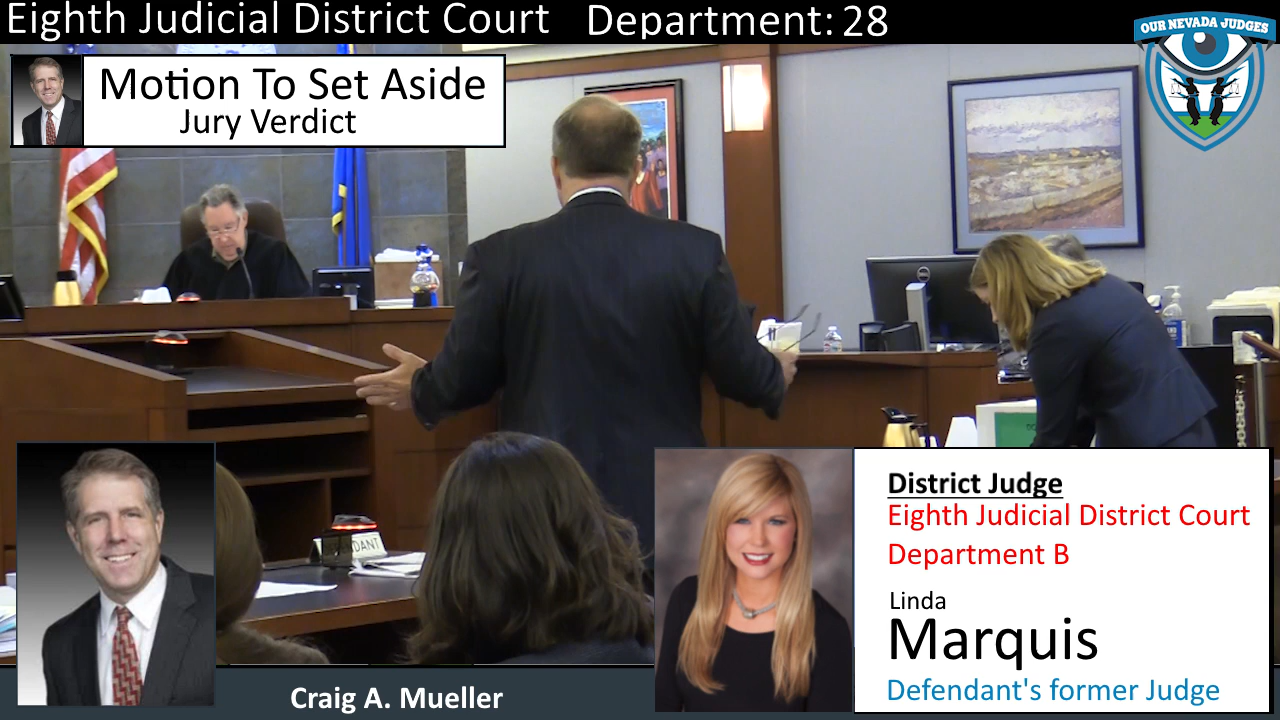 Eighth Judicial District Court Department: 28
OUR NEVADA JUDGES
Motion To Set Aside
Jury Verdict
DANT
District Judge
Eighth Judicial District Court
Department B
Linda
Marquis
Defendant's former Judge
Craig A. Mueller